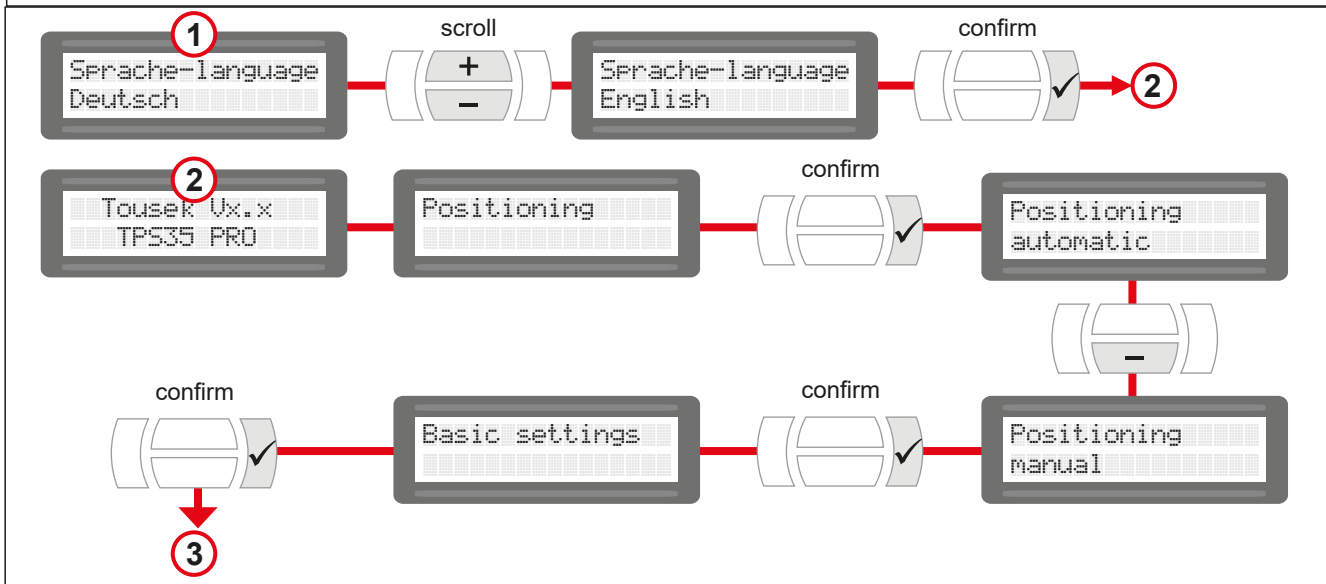 1
scroll
confirm
Sprache-language
Deutsch
+
−
Sprache-language
English
✓
2
2
Tousek Vx.x
TPS35 PRO
Positioning
confirm
✓
Positioning
automatic
−
confirm
✓
Basic settings
confirm
✓
Positioning
manual
3